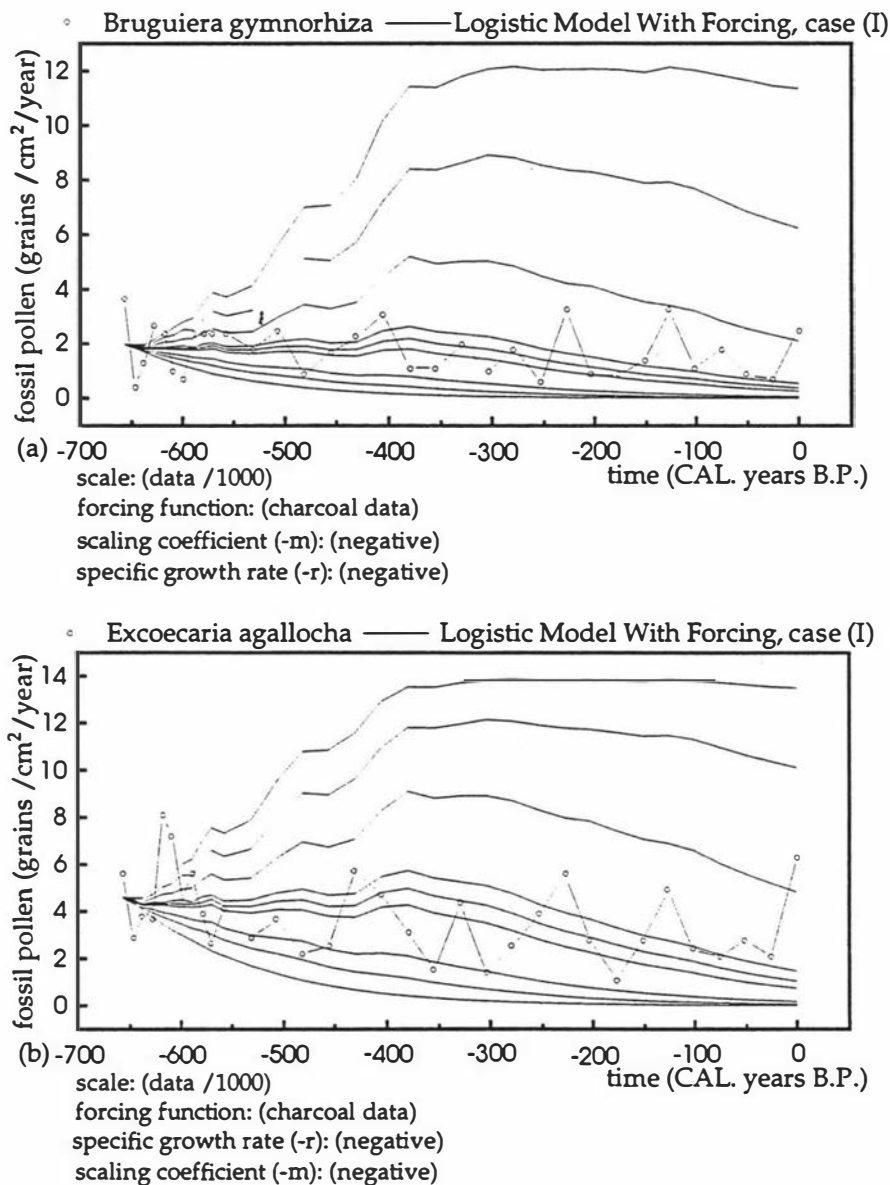 ◦ Bruguiera gymnorhiza —— Logistic Model With Forcing, case (I)
fossil pollen (grains /cm²/year)
12
10
8
6
4
2
0
(a) -700 -600 -500 -400 -300 -200 -100 0
time (CAL. years B.P.)
scale: (data /1000)
forcing function: (charcoal data)
scaling coefficient (-m): (negative)
specific growth rate (-r): (negative)
◦ Excoecaria agallocha —— Logistic Model With Forcing, case (I)
fossil pollen (grains /cm²/year)
14
12
10
8
6
4
2
0
(b) -700 -600 -500 -400 -300 -200 -100 0
time (CAL. years B.P.)
scale: (data /1000)
forcing function: (charcoal data)
specific growth rate (-r): (negative)
scaling coefficient (-m): (negative)